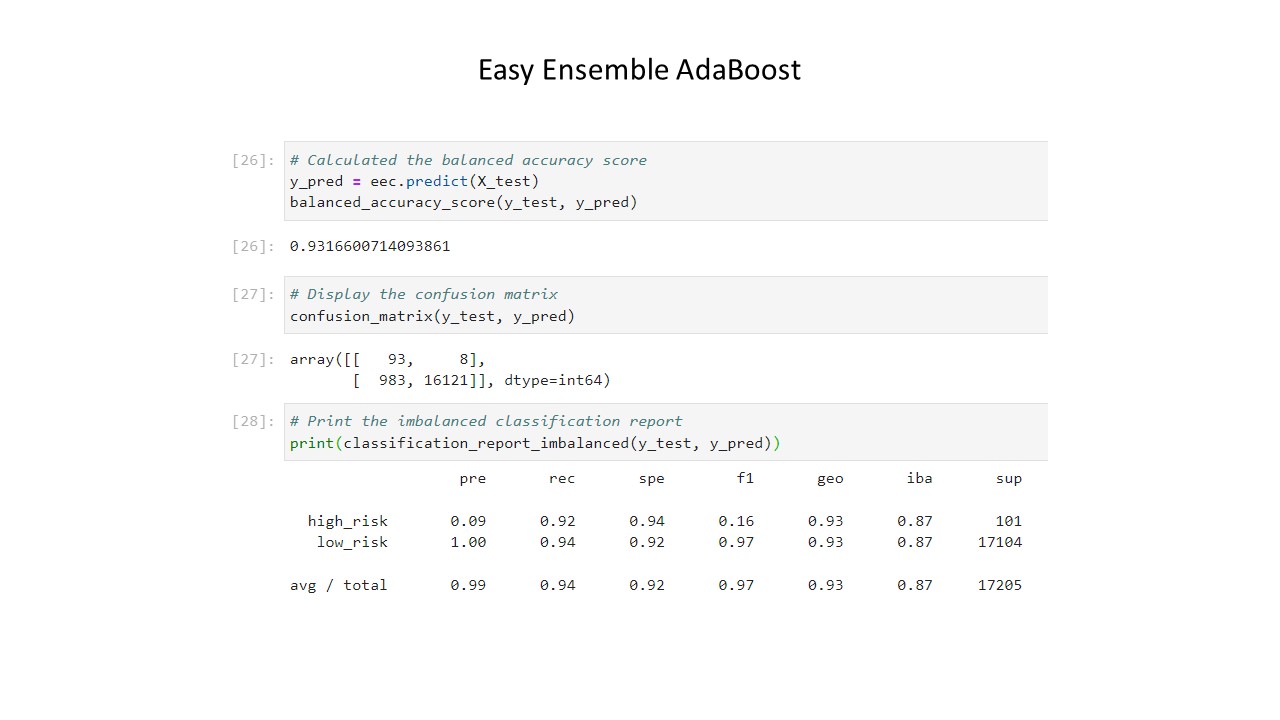 Easy Ensemble AdaBoost
[26]: # Calculated the balanced accuracy score
y_pred = eec.predict(X_test)
balanced_accuracy_score(y_test, y_pred)
[26]: 0.9316600714093861
[27]: # Display the confusion matrix
confusion_matrix(y_test, y_pred)
[27]: array([[   93,     8],
       [  983, 16121]], dtype=int64)
[28]: # Print the imbalanced classification report
print(classification_report_imbalanced(y_test, y_pred))
pre rec spe f1 geo iba sup
high_risk 0.09 0.92 0.94 0.16 0.93 0.87 101
low_risk 1.00 0.94 0.92 0.97 0.93 0.87 17104
avg / total 0.99 0.94 0.92 0.97 0.93 0.87 17205